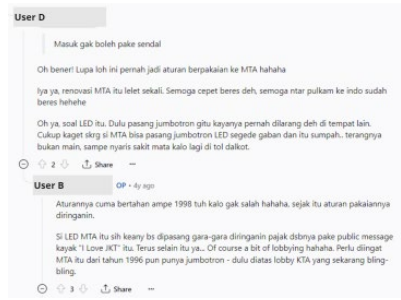 User D
Masuk gak boleh pake sendal
Oh bener! Lupa loh ini pernah jadi aturan berpakaian ke MTA hahaha
Iya ya, renovasi MTA itu lelet sekali. Semoga cepet beres deh, semoga ntar pulkam ke indo sudah
beres hehehe
Oh ya, soal LED itu. Dulu pasang jumbotron gitu kayanya pernah dilarang deh di tempat lain.
Cukup kaget skrg si MTA bisa pasang jumbotron LED segede gaban dan itu sumpah.. terangnya
bukan main, sampe nyaris sakit mata kalo lagi di tol dalkot.
2 Share ...
User B OP • 4y ago
Aturannya cuma bertahan ampe 1998 tuh kalo gak salah hahaha, sejak itu aturan pakaiannya
diringanin.
Si LED MTA itu sih keany bs dipasang gara-gara diringanin pajak dsbnya pake public message
kayak "I Love JKT" itu. Terus selain itu ya... Of course a bit of lobbying hahaha. Perlu diingat
MTA itu dari tahun 1996 pun punya jumbotron - dulu diatas lobby KTA yang sekarang bling-
bling.
3 Share ...